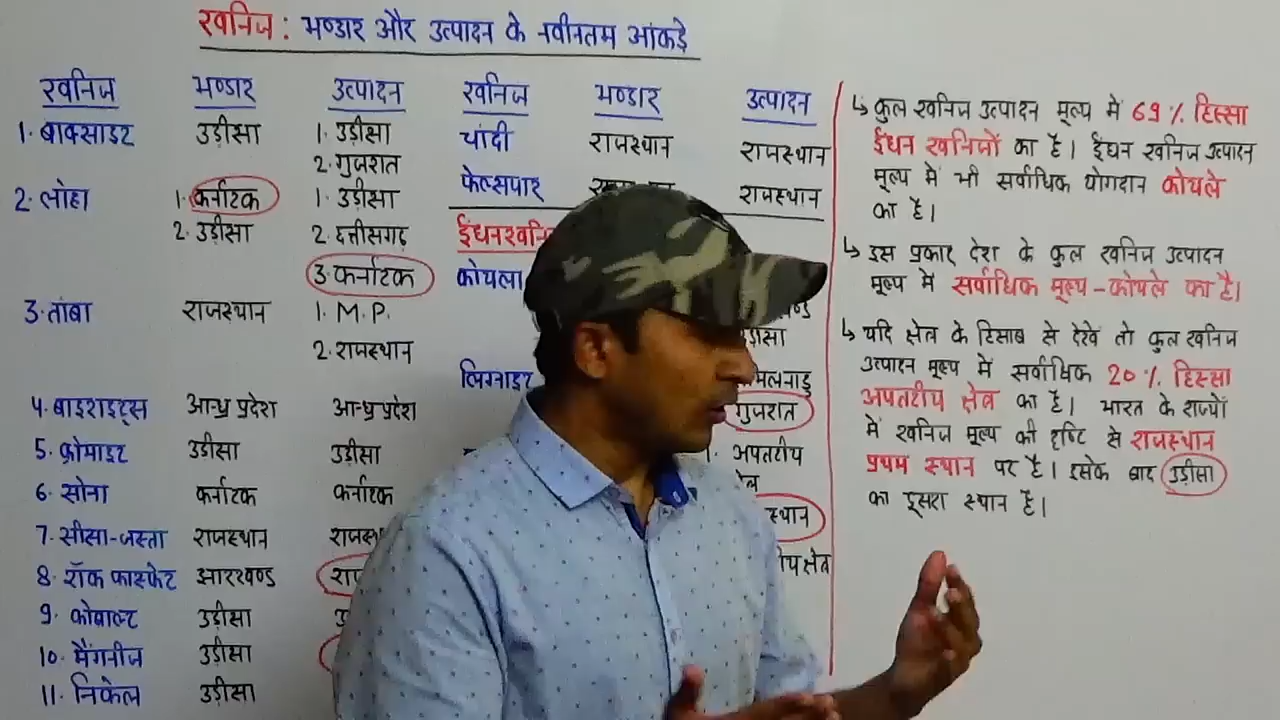 खनिज : भण्डार और उत्पादन के नवीनतम आंकड़े
खनिज भण्डार उत्पादन
1. बाक्साइट उड़ीसा 1. उड़ीसा
2. गुजरात
2. लोहा 1. कर्नाटक 1. उड़ीसा
2. उड़ीसा 2. छत्तीसगढ़
3. कर्नाटक
3. तांबा राजस्थान 1. M.P.
2. राजस्थान
4. बाइराइट्स आन्ध्र प्रदेश आन्ध्र प्रदेश
5. क्रोमाइट उड़ीसा उड़ीसा
6. सोना कर्नाटक कर्नाटक
7. सीसा-जस्ता राजस्थान
8. रॉक फास्फेट झारखण्ड
9. कोबाल्ट उड़ीसा
10. मैंगनीज उड़ीसा
11. निकेल उड़ीसा
खनिज भण्डार उत्पादन
चांदी राजस्थान राजस्थान
फेल्सपार राजस्थान
कोयला
लिग्नाइट
गुजरात
1. अपतटीय
↳ कुल खनिज उत्पादन मूल्य में 69% हिस्सा
ईंधन खनिजों का है। ईंधन खनिज उत्पादन
मूल्य में भी सर्वाधिक योगदान कोयले
का है।
↳ इस प्रकार देश के कुल खनिज उत्पादन
मूल्य में सर्वाधिक मूल्य - कोयले का है।
↳ यदि क्षेत्र के हिसाब से देखें तो कुल खनिज
उत्पादन मूल्य में सर्वाधिक 20% हिस्सा
अपतटीय क्षेत्र का है। भारत के राज्यों
में खनिज मूल्य की दृष्टि से राजस्थान
प्रथम स्थान पर है। इसके बाद उड़ीसा
का दूसरा स्थान है।